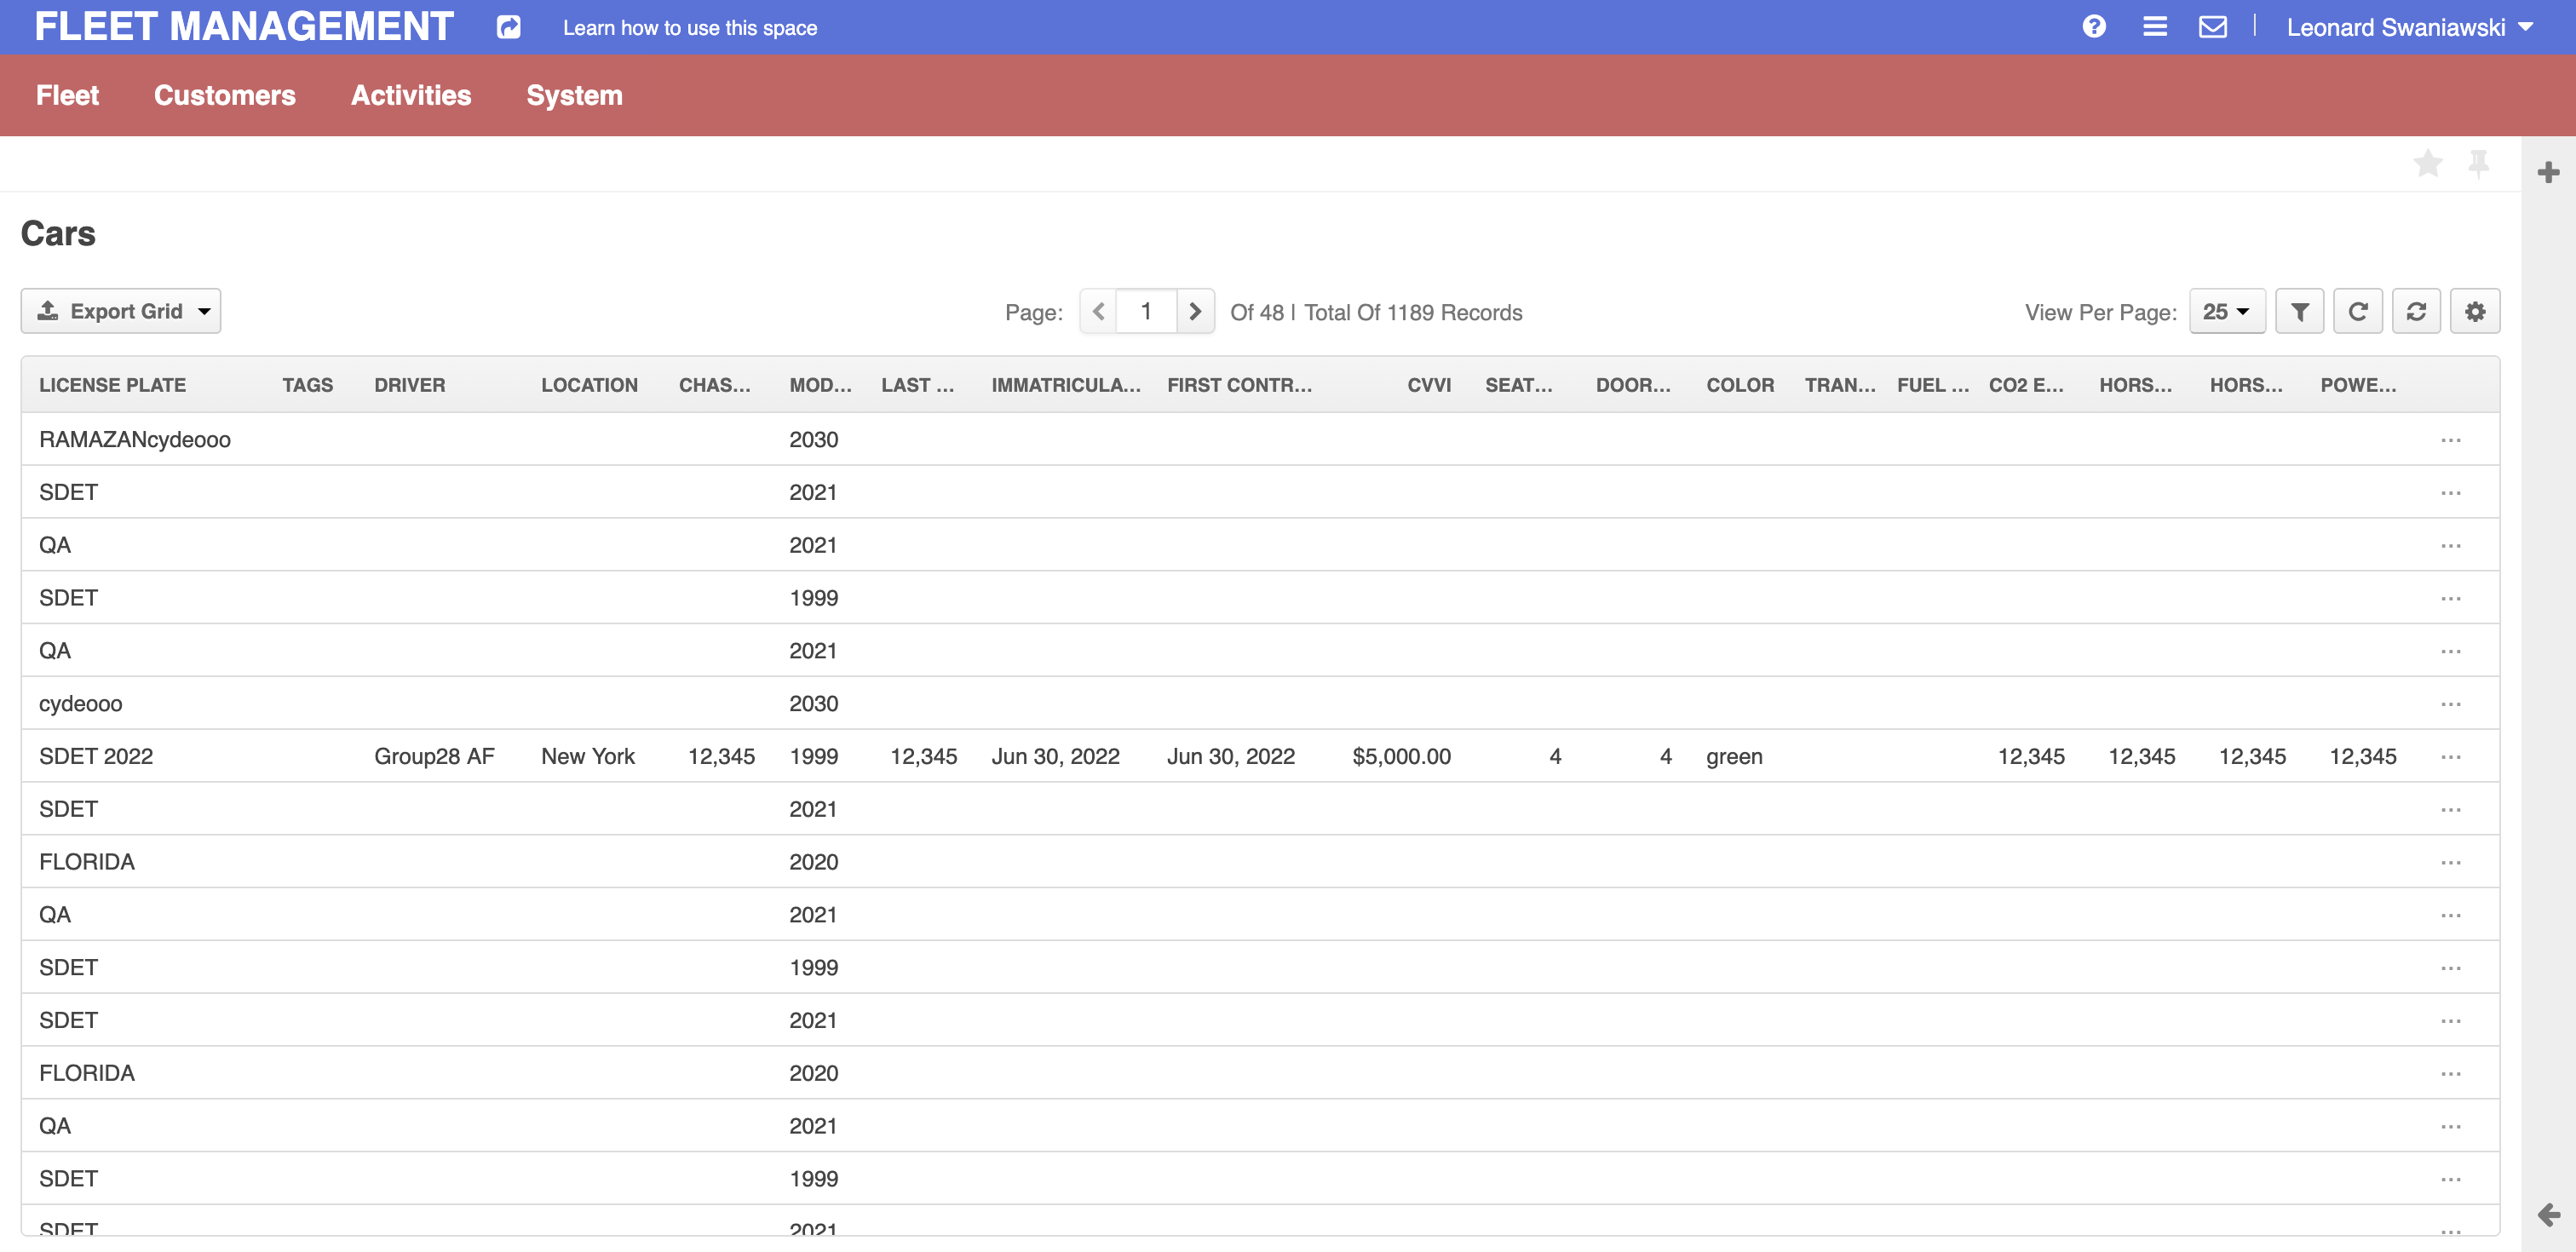 FLEET MANAGEMENT Learn how to use this space Leonard Swaniawski
Fleet Customers Activities System
Cars
Export Grid Page: 1 Of 48 | Total Of 1189 Records View Per Page: 25
LICENSE PLATE TAGS DRIVER LOCATION CHAS... MOD... LAST ... IMMATRICULA... FIRST CONTR... CVVI SEAT... DOOR... COLOR TRAN... FUEL ... CO2 E... HORS... HORS... POWE...
RAMAZANcydeooo 2030 ...
SDET 2021 ...
QA 2021 ...
SDET 1999 ...
QA 2021 ...
cydeooo 2030 ...
SDET 2022 Group28 AF New York 12,345 1999 12,345 Jun 30, 2022 Jun 30, 2022 $5,000.00 4 4 green 12,345 12,345 12,345 12,345 ...
SDET 2021 ...
FLORIDA 2020 ...
QA 2021 ...
SDET 1999 ...
SDET 2021 ...
FLORIDA 2020 ...
QA 2021 ...
SDET 1999 ...
SDET 2021 ...